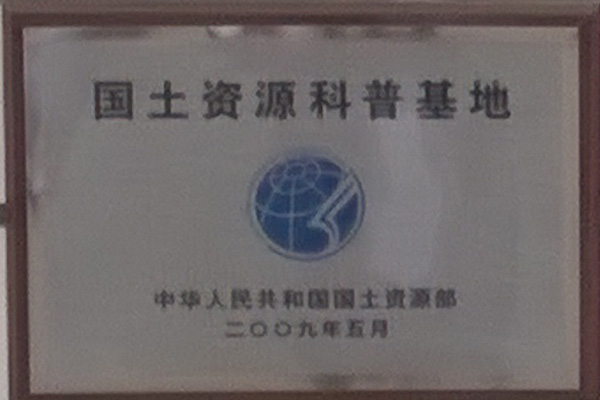 国土资源科普基地
中华人民共和国国土资源部
二〇〇九年五月